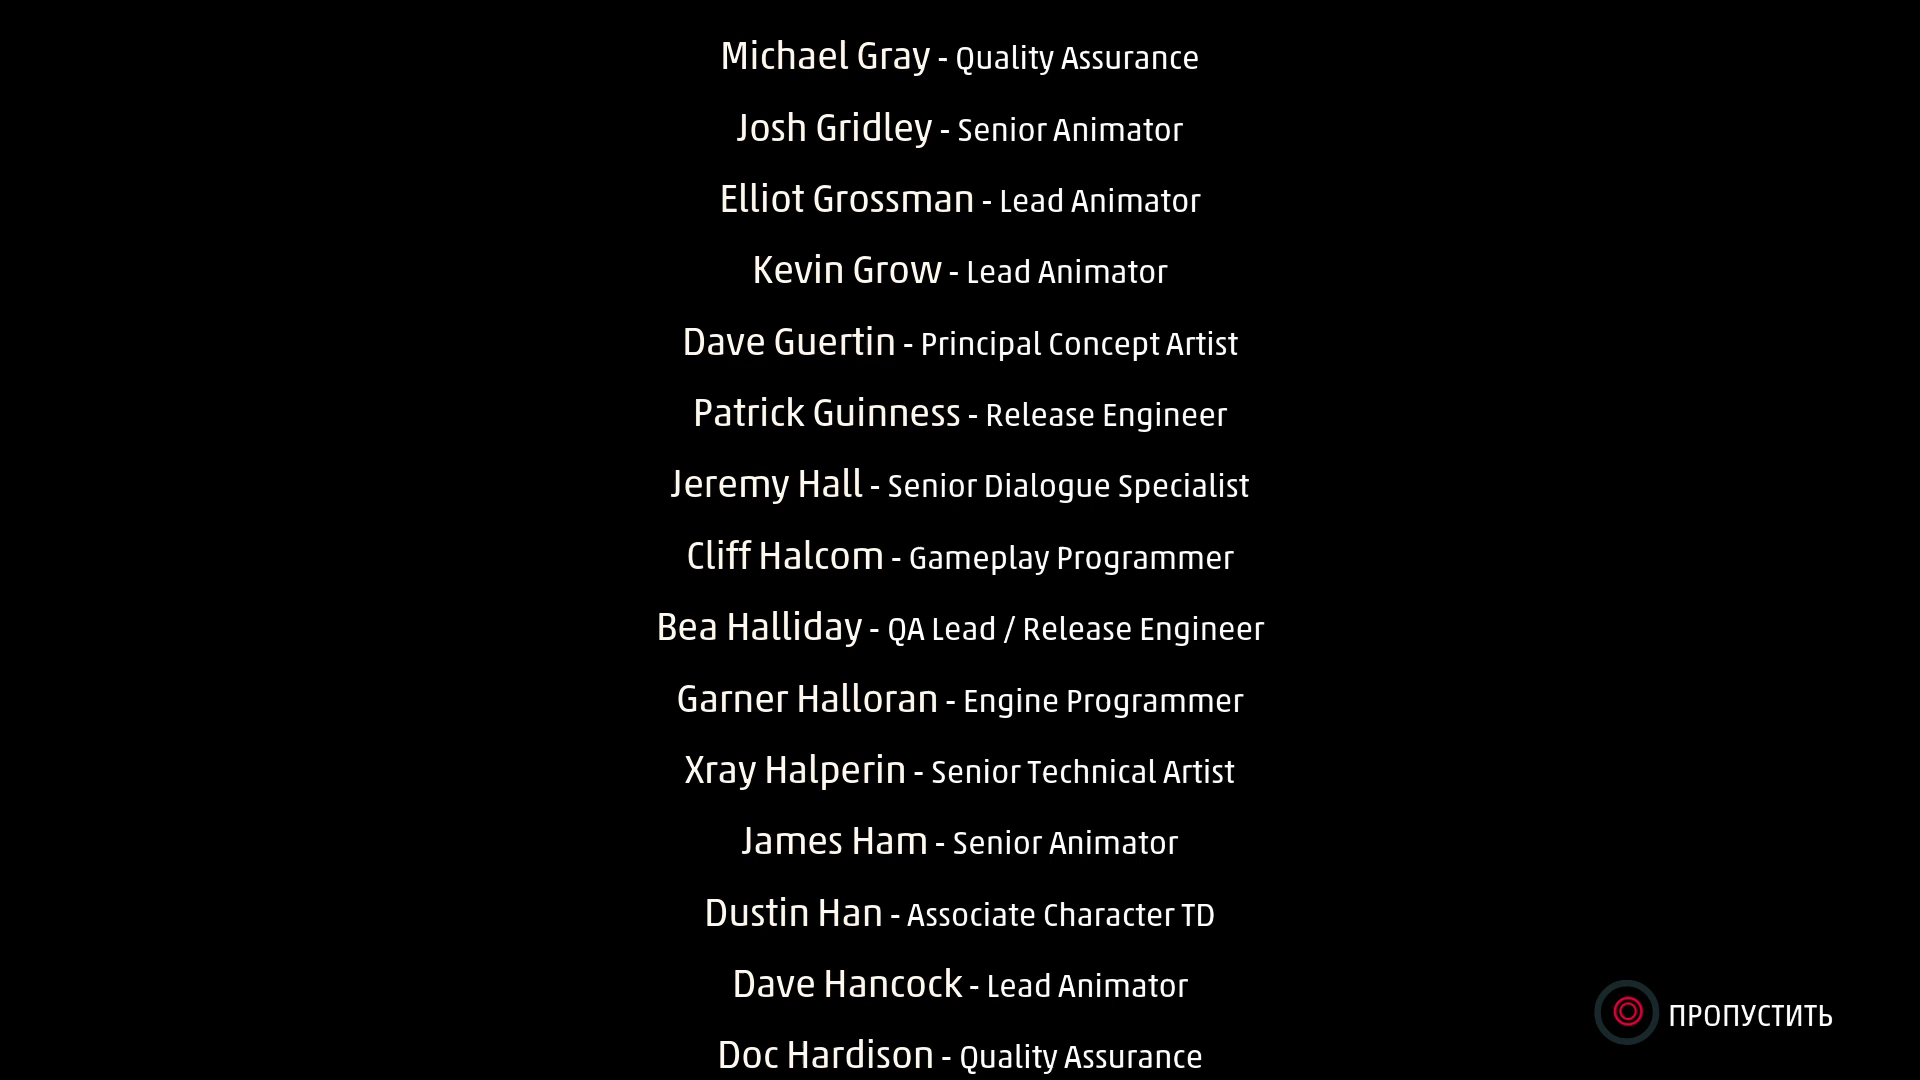 Michael Gray - Quality Assurance
Josh Gridley - Senior Animator
Elliot Grossman - Lead Animator
Kevin Grow - Lead Animator
Dave Guertin - Principal Concept Artist
Patrick Guinness - Release Engineer
Jeremy Hall - Senior Dialogue Specialist
Cliff Halcom - Gameplay Programmer
Bea Halliday - QA Lead / Release Engineer
Garner Halloran - Engine Programmer
Xray Halperin - Senior Technical Artist
James Ham - Senior Animator
Dustin Han - Associate Character TD
Dave Hancock - Lead Animator
ПРОПУСТИТЬ
Doc Hardison - Quality Assurance